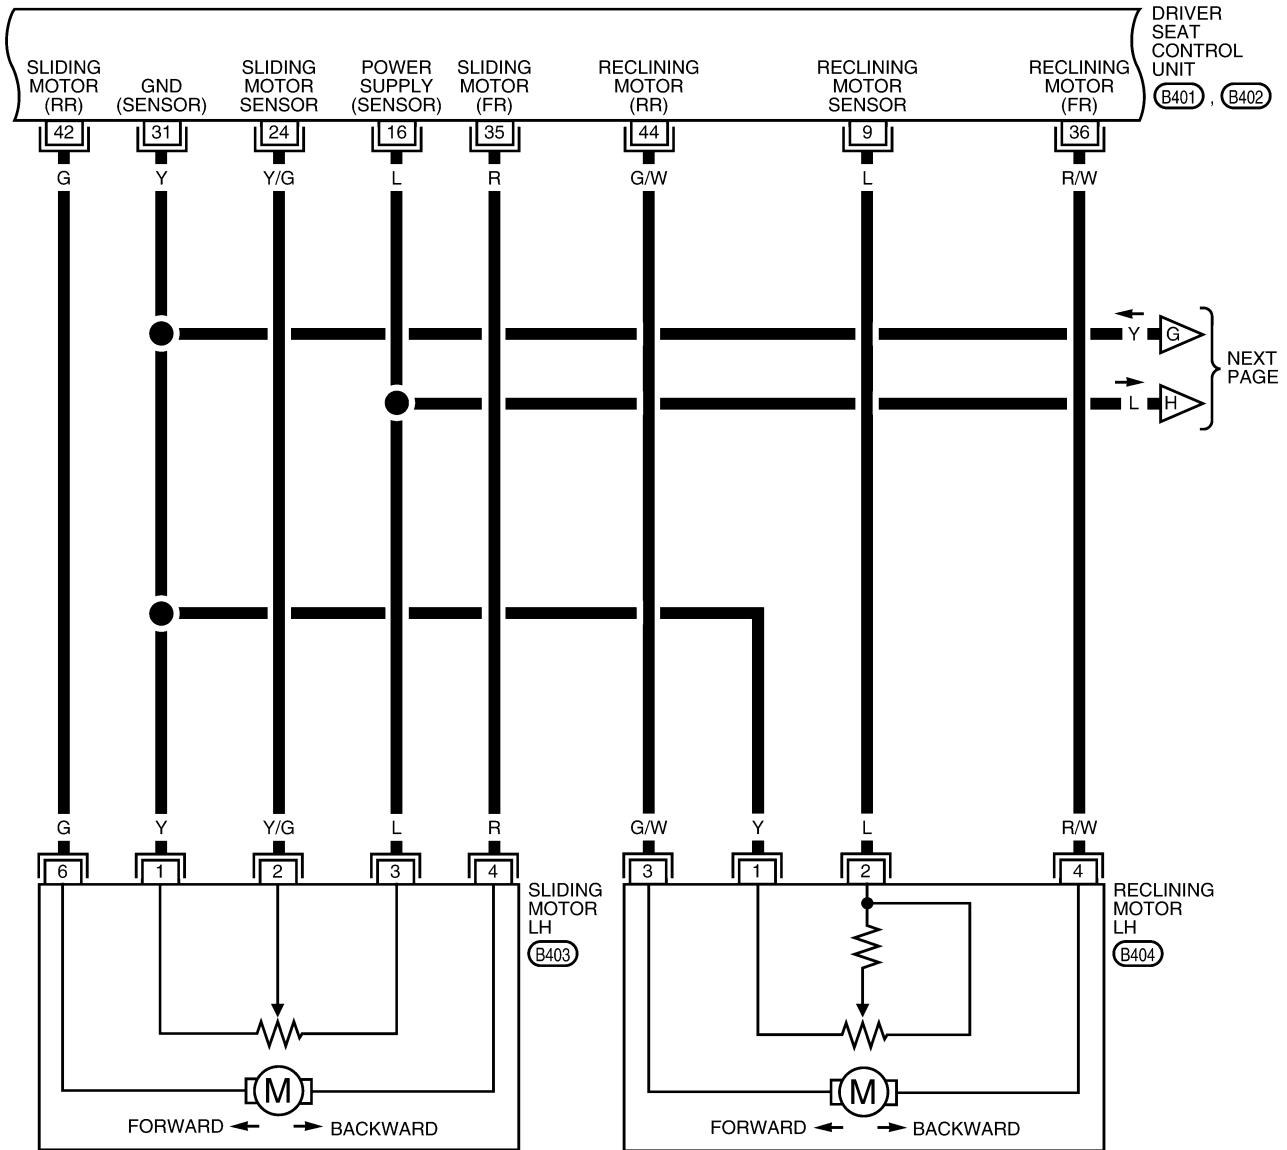 DRIVER
SEAT
CONTROL
UNIT
B401 , B402
SLIDING
MOTOR
(RR)
GND
(SENSOR)
SLIDING
MOTOR
SENSOR
POWER
SUPPLY
(SENSOR)
SLIDING
MOTOR
(FR)
RECLINING
MOTOR
(RR)
RECLINING
MOTOR
SENSOR
RECLINING
MOTOR
(FR)
42 31 24 16 35 44 9 36
G Y Y/G L R G/W L R/W
Y G
L H
NEXT
PAGE
G Y Y/G L R G/W Y L R/W
6 1 2 3 4 3 1 2 4
SLIDING
MOTOR
LH
B403
RECLINING
MOTOR
LH
B404
M
FORWARD BACKWARD
M
FORWARD BACKWARD